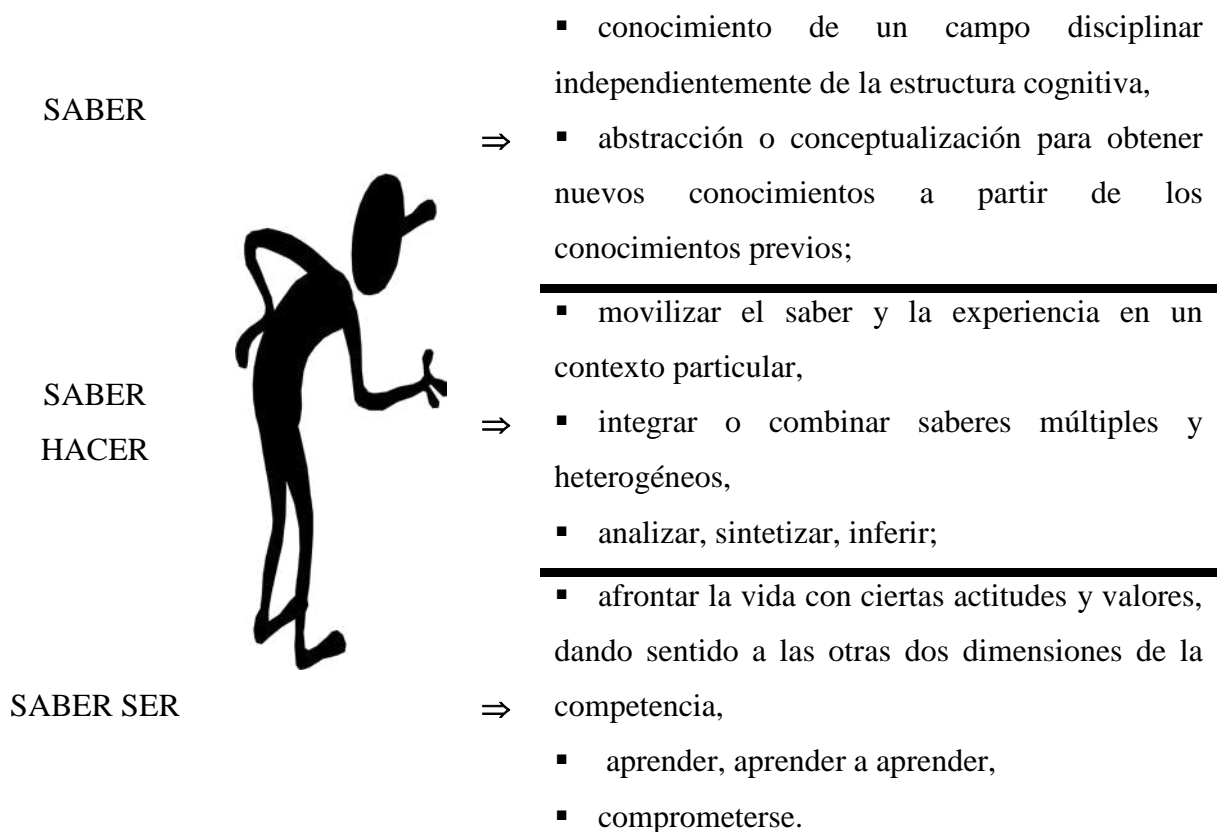 SABER
⇒
▪ conocimiento de un campo disciplinar
independientemente de la estructura cognitiva,
▪ abstracción o conceptualización para obtener
nuevos conocimientos a partir de los
conocimientos previos;
SABER
HACER
⇒
▪ movilizar el saber y la experiencia en un
contexto particular,
▪ integrar o combinar saberes múltiples y
heterogéneos,
▪ analizar, sintetizar, inferir;
SABER SER
⇒
▪ afrontar la vida con ciertas actitudes y valores,
dando sentido a las otras dos dimensiones de la
competencia,
▪ aprender, aprender a aprender,
▪ comprometerse.